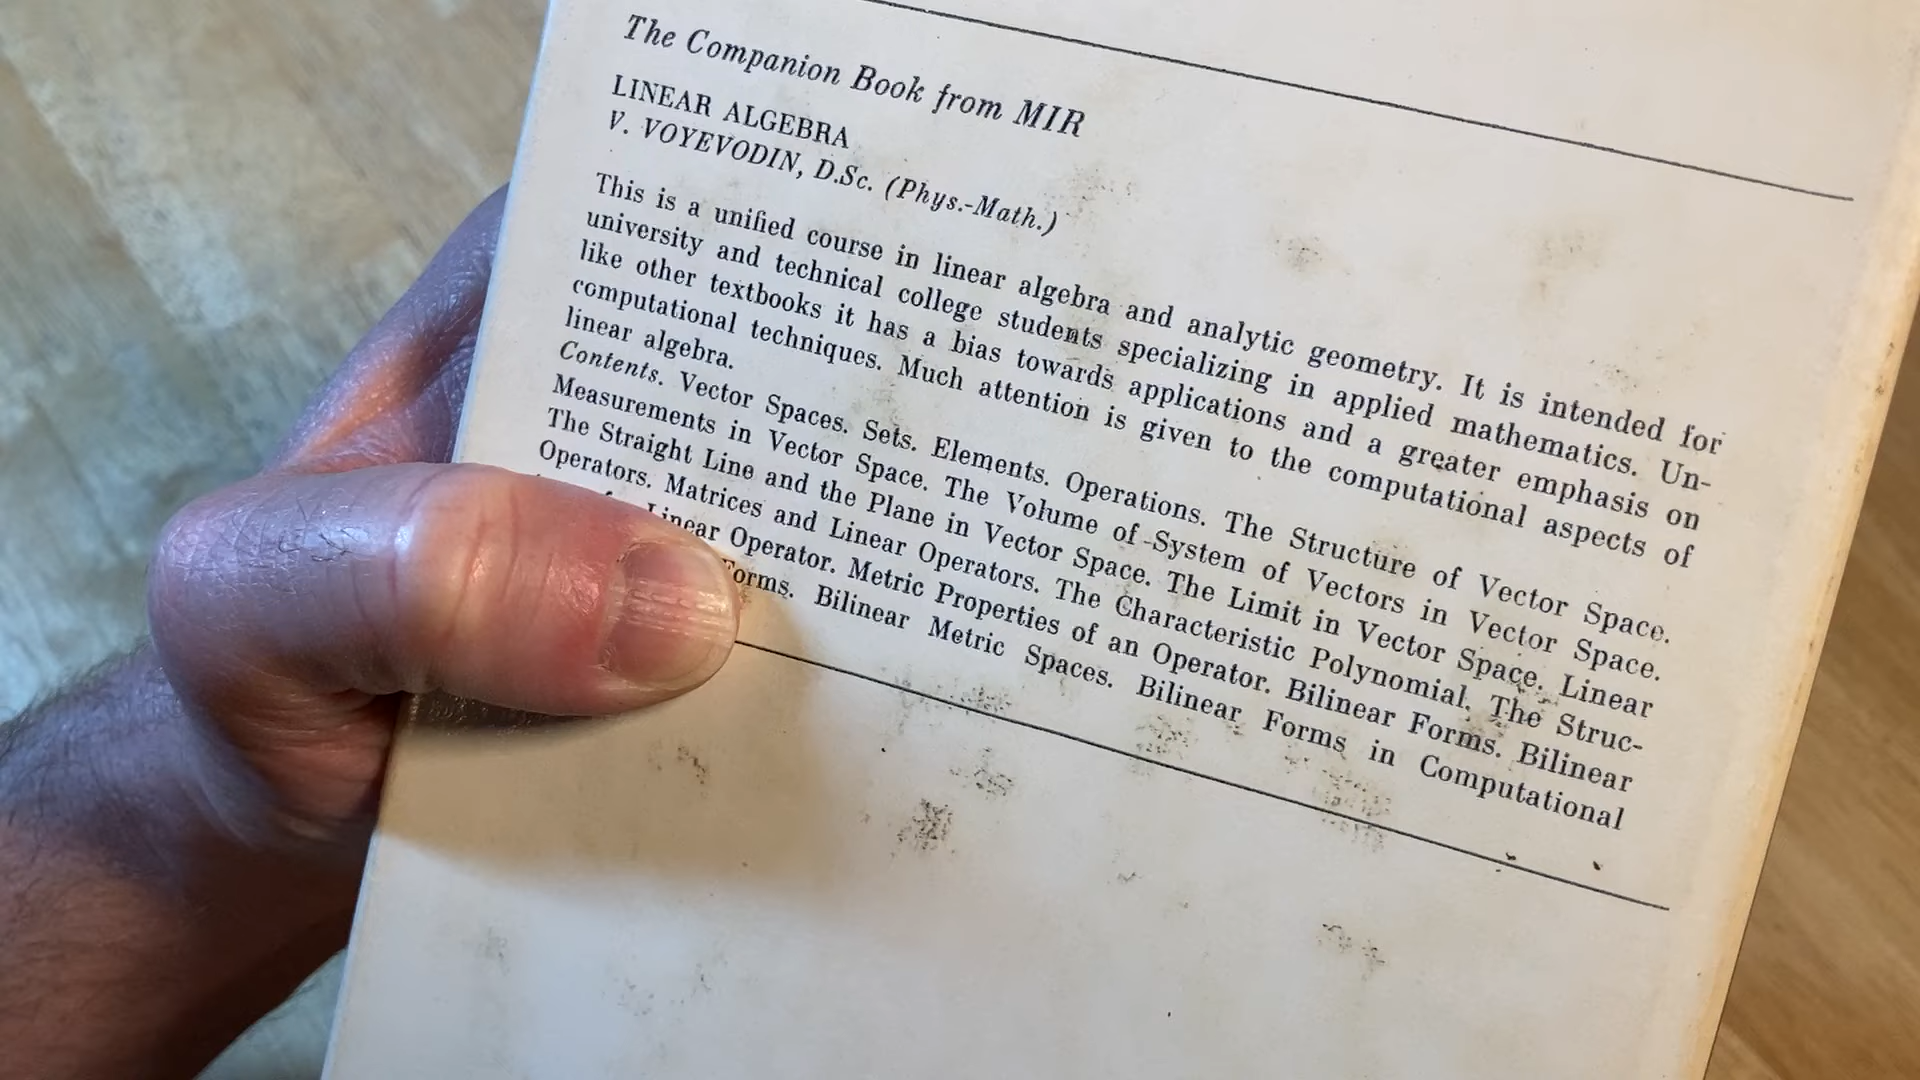 The Companion Book from MIR
LINEAR ALGEBRA
V. VOYEVODIN, D.Sc. (Phys.-Math.)
This is a unified course in linear algebra and analytic geometry. It is intended for
university and technical college students specializing in applied mathematics. Un-
like other textbooks it has a bias towards applications and a greater emphasis on
computational techniques. Much attention is given to the computational aspects of
linear algebra.
Contents. Vector Spaces. Sets. Elements. Operations. The Structure of Vector Space.
Measurements in Vector Space. The Volume of System of Vectors in Vector Space.
The Straight Line and the Plane in Vector Space. The Limit in Vector Space. Linear
Operators. Matrices and Linear Operators. The Characteristic Polynomial. The Struc-
Linear Operator. Metric Properties of an Operator. Bilinear Forms. Bilinear
Forms. Bilinear Metric Spaces. Bilinear Forms in Computational